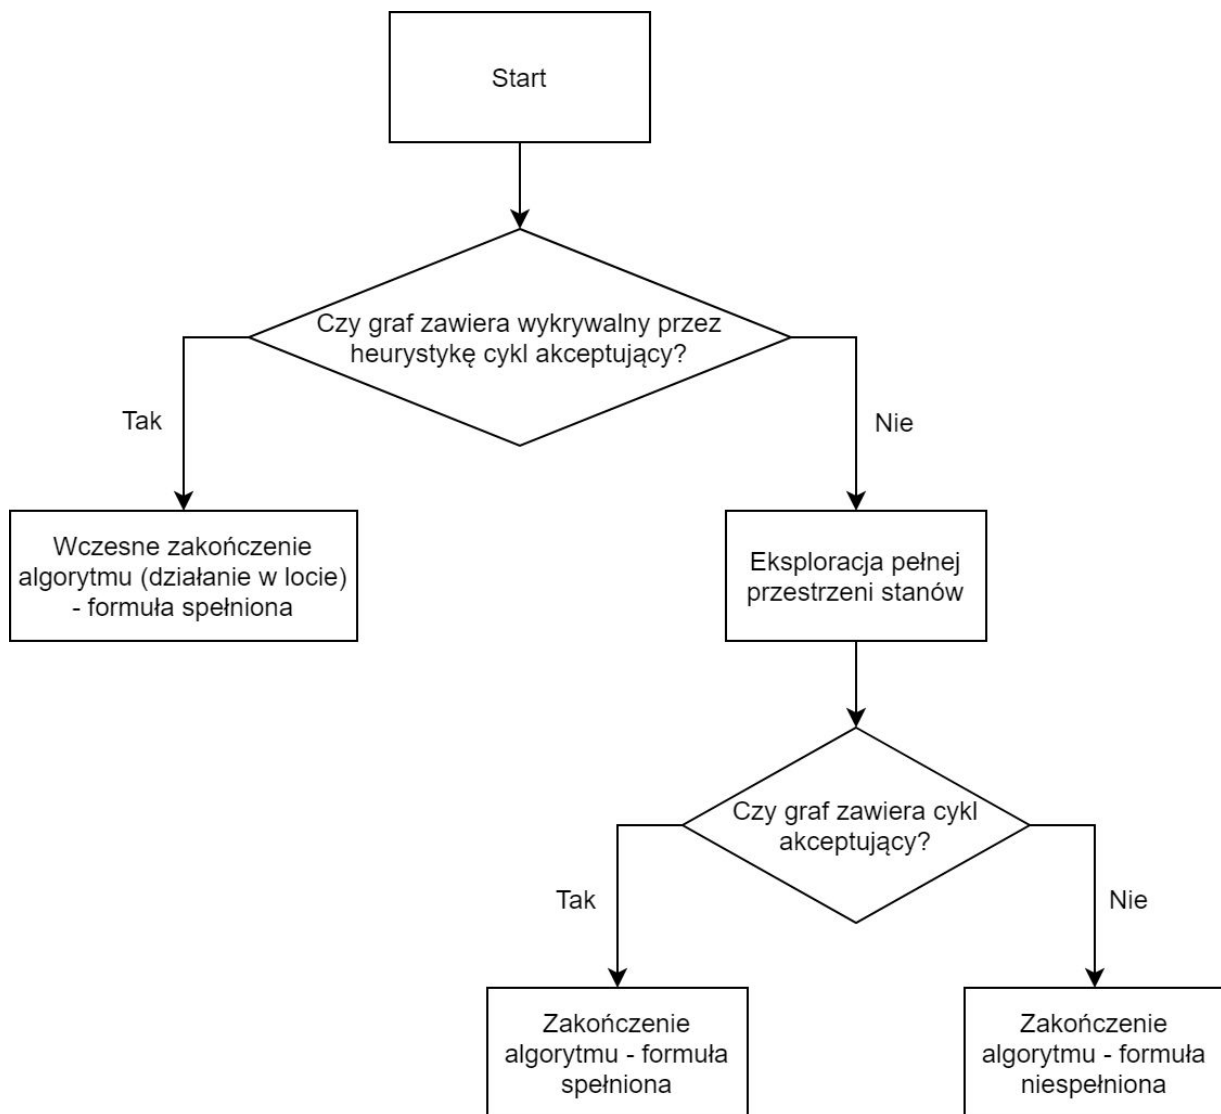 Start
Czy graf zawiera wykrywalny przez
heurystykę cykl akceptujący?
Tak
Nie
Wczesne zakończenie
algorytmu (działanie w locie)
- formuła spełniona
Eksploracja pełnej
przestrzeni stanów
Czy graf zawiera cykl
akceptujący?
Tak
Nie
Zakończenie
algorytmu - formuła
spełniona
Zakończenie
algorytmu - formuła
niespełniona